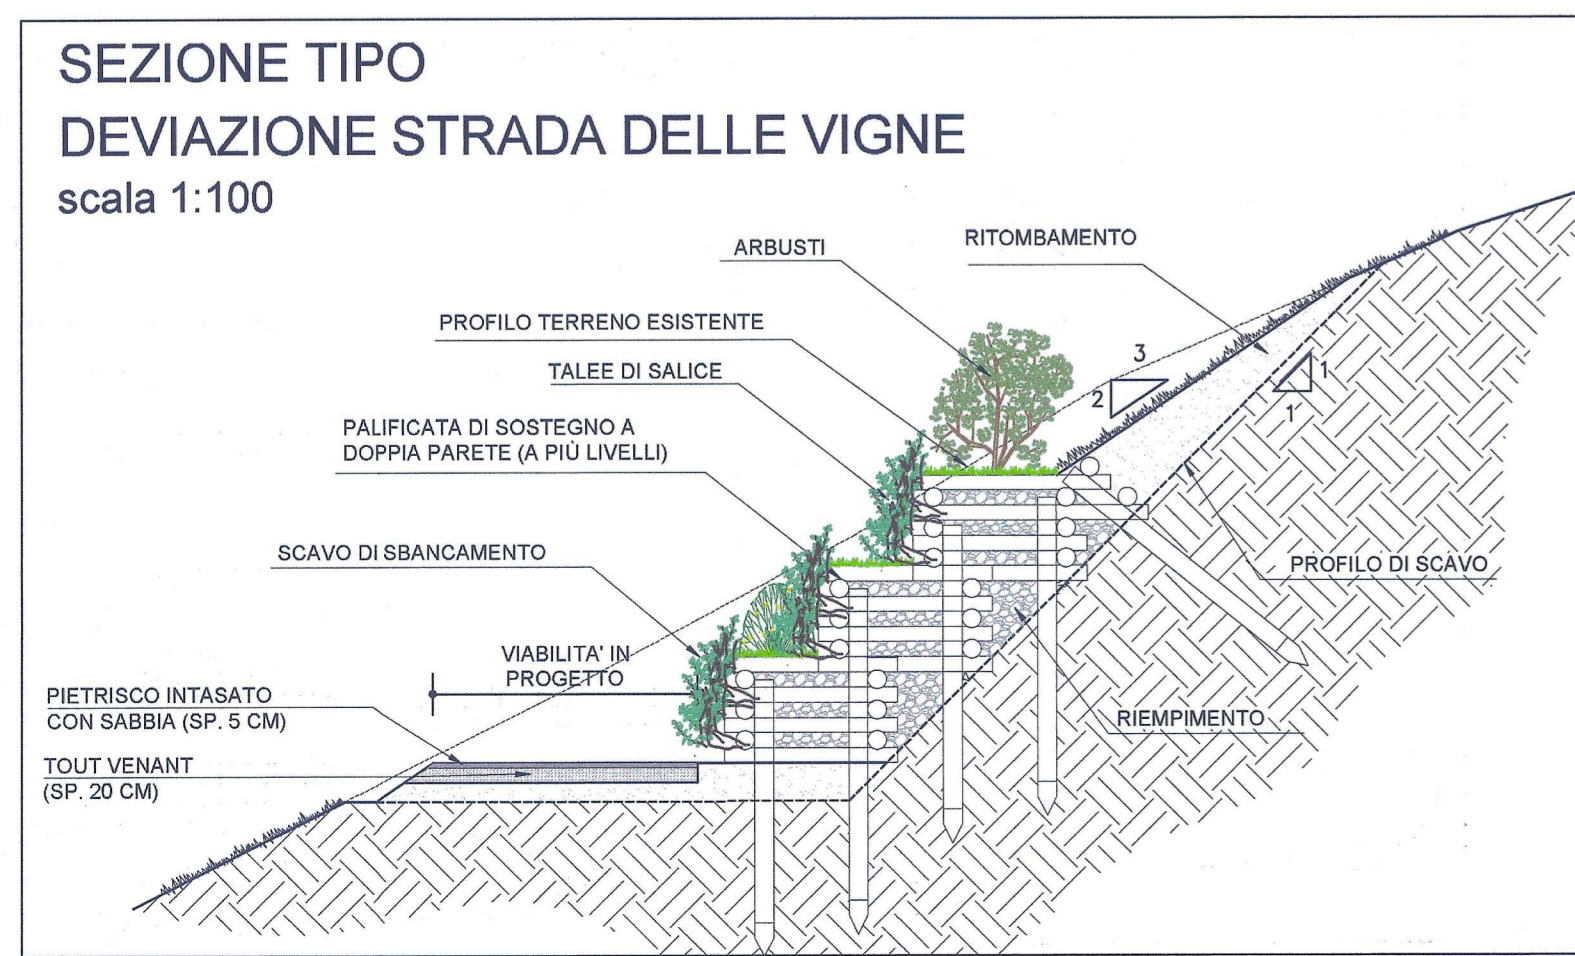 SEZIONE TIPO
DEVIAZIONE STRADA DELLE VIGNE
scala 1:100
ARBUSTI
RITOMBAMENTO
PROFILO TERRENO ESISTENTE
TALEE DI SALICE
3
2
1
1
PALIFICATA DI SOSTEGNO A
DOPPIA PARETE (A PIÙ LIVELLI)
SCAVO DI SBANCAMENTO
PROFILO DI SCAVO
VIABILITA' IN
PROGETTO
PIETRISCO INTASATO
CON SABBIA (SP. 5 CM)
RIEMPIMENTO
TOUT VENANT
(SP. 20 CM)